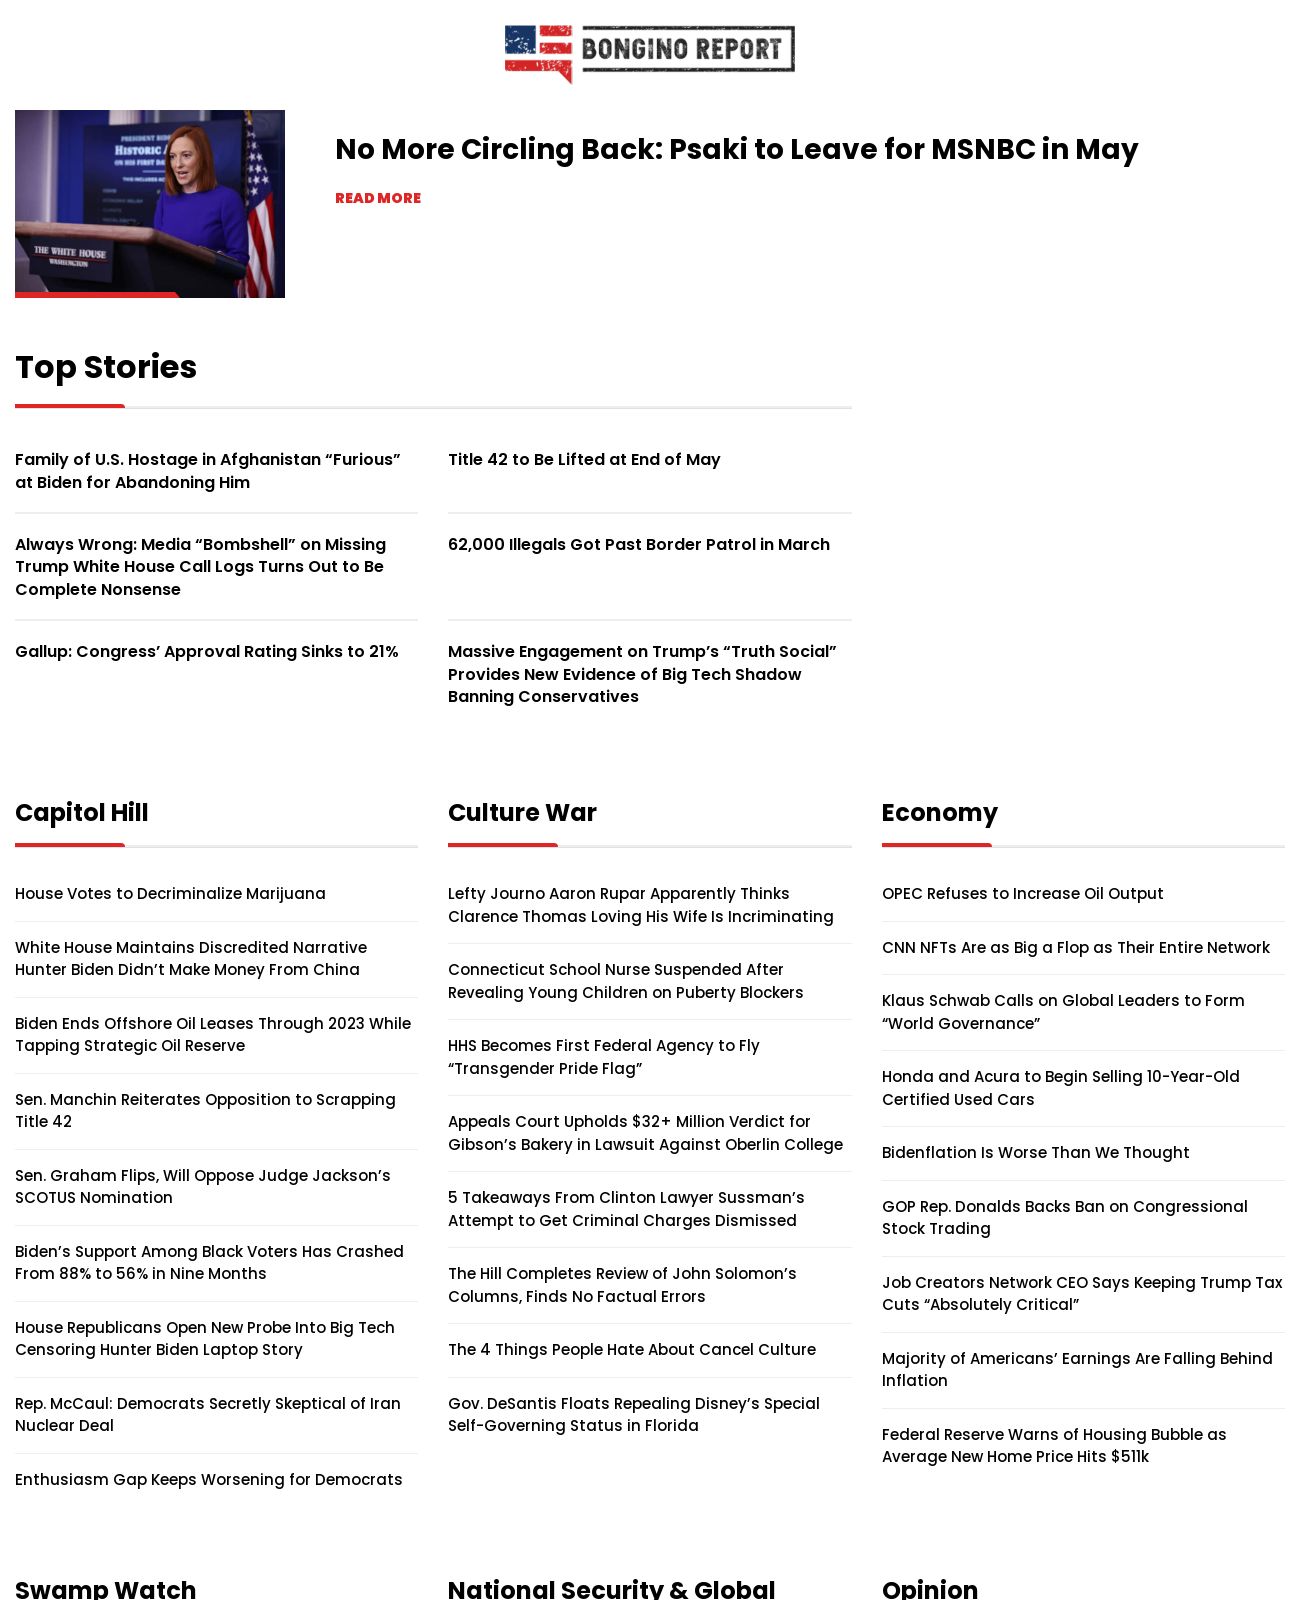 BONGINO REPORT
PRESIDENT BID
HISTORIC A
ON HIS FIRST DA
THE WHITE HOUSE
WASHINGTON
No More Circling Back: Psaki to Leave for MSNBC in May
READ MORE
Top Stories
Family of U.S. Hostage in Afghanistan “Furious”
at Biden for Abandoning Him
Title 42 to Be Lifted at End of May
Always Wrong: Media “Bombshell” on Missing
Trump White House Call Logs Turns Out to Be
Complete Nonsense
62,000 Illegals Got Past Border Patrol in March
Gallup: Congress’ Approval Rating Sinks to 21%
Massive Engagement on Trump’s “Truth Social”
Provides New Evidence of Big Tech Shadow
Banning Conservatives
Capitol Hill
House Votes to Decriminalize Marijuana
White House Maintains Discredited Narrative
Hunter Biden Didn’t Make Money From China
Biden Ends Offshore Oil Leases Through 2023 While
Tapping Strategic Oil Reserve
Sen. Manchin Reiterates Opposition to Scrapping
Title 42
Sen. Graham Flips, Will Oppose Judge Jackson’s
SCOTUS Nomination
Biden’s Support Among Black Voters Has Crashed
From 88% to 56% in Nine Months
House Republicans Open New Probe Into Big Tech
Censoring Hunter Biden Laptop Story
Rep. McCaul: Democrats Secretly Skeptical of Iran
Nuclear Deal
Enthusiasm Gap Keeps Worsening for Democrats
Culture War
Lefty Journo Aaron Rupar Apparently Thinks
Clarence Thomas Loving His Wife Is Incriminating
Connecticut School Nurse Suspended After
Revealing Young Children on Puberty Blockers
HHS Becomes First Federal Agency to Fly
“Transgender Pride Flag”
Appeals Court Upholds $32+ Million Verdict for
Gibson’s Bakery in Lawsuit Against Oberlin College
5 Takeaways From Clinton Lawyer Sussman’s
Attempt to Get Criminal Charges Dismissed
The Hill Completes Review of John Solomon’s
Columns, Finds No Factual Errors
The 4 Things People Hate About Cancel Culture
Gov. DeSantis Floats Repealing Disney’s Special
Self-Governing Status in Florida
Economy
OPEC Refuses to Increase Oil Output
CNN NFTs Are as Big a Flop as Their Entire Network
Klaus Schwab Calls on Global Leaders to Form
“World Governance”
Honda and Acura to Begin Selling 10-Year-Old
Certified Used Cars
Bidenflation Is Worse Than We Thought
GOP Rep. Donalds Backs Ban on Congressional
Stock Trading
Job Creators Network CEO Says Keeping Trump Tax
Cuts “Absolutely Critical”
Majority of Americans’ Earnings Are Falling Behind
Inflation
Federal Reserve Warns of Housing Bubble as
Average New Home Price Hits $511k
Swamp Watch
National Security & Global
Opinion